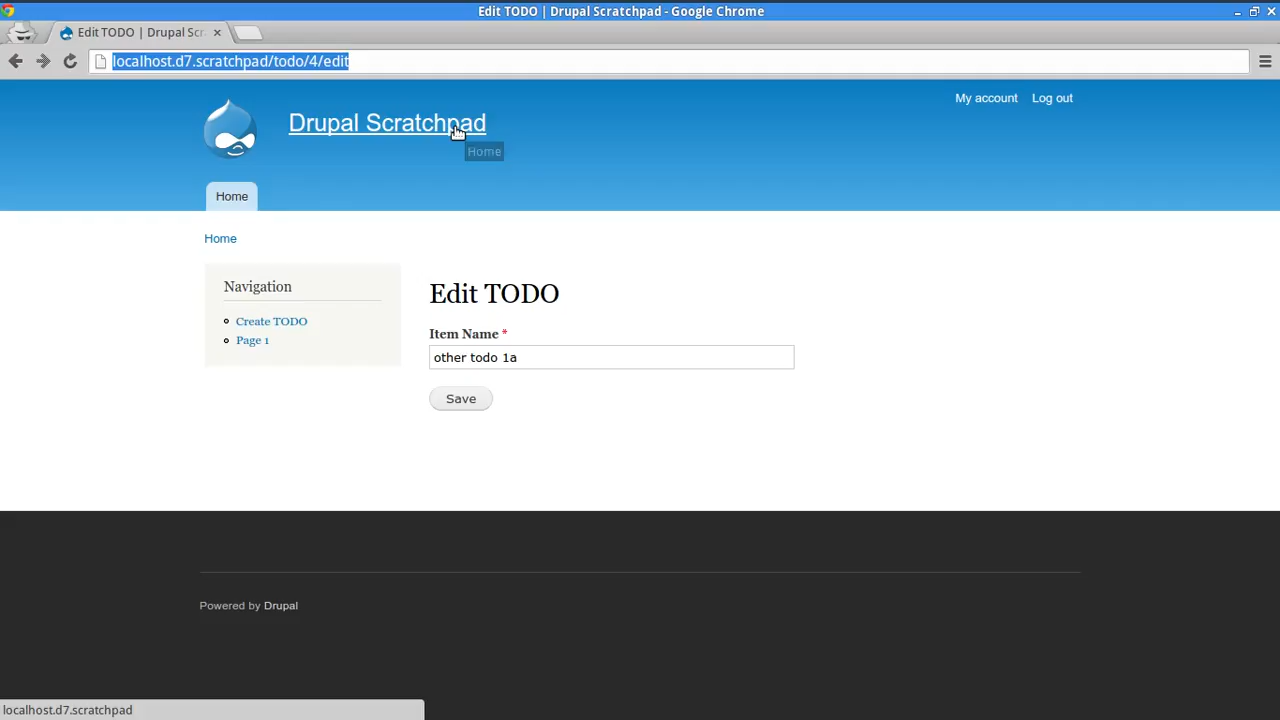 Edit TODO | Drupal Scratchpad - Google Chrome
Edit TODO | Drupal Scr
localhost.d7.scratchpad/todo/4/edit
My account Log out
Drupal Scratchpad
Home
Home
Home
Navigation
Create TODO
Page 1
Edit TODO
Item Name *
other todo 1a
Save
Powered by Drupal
localhost.d7.scratchpad